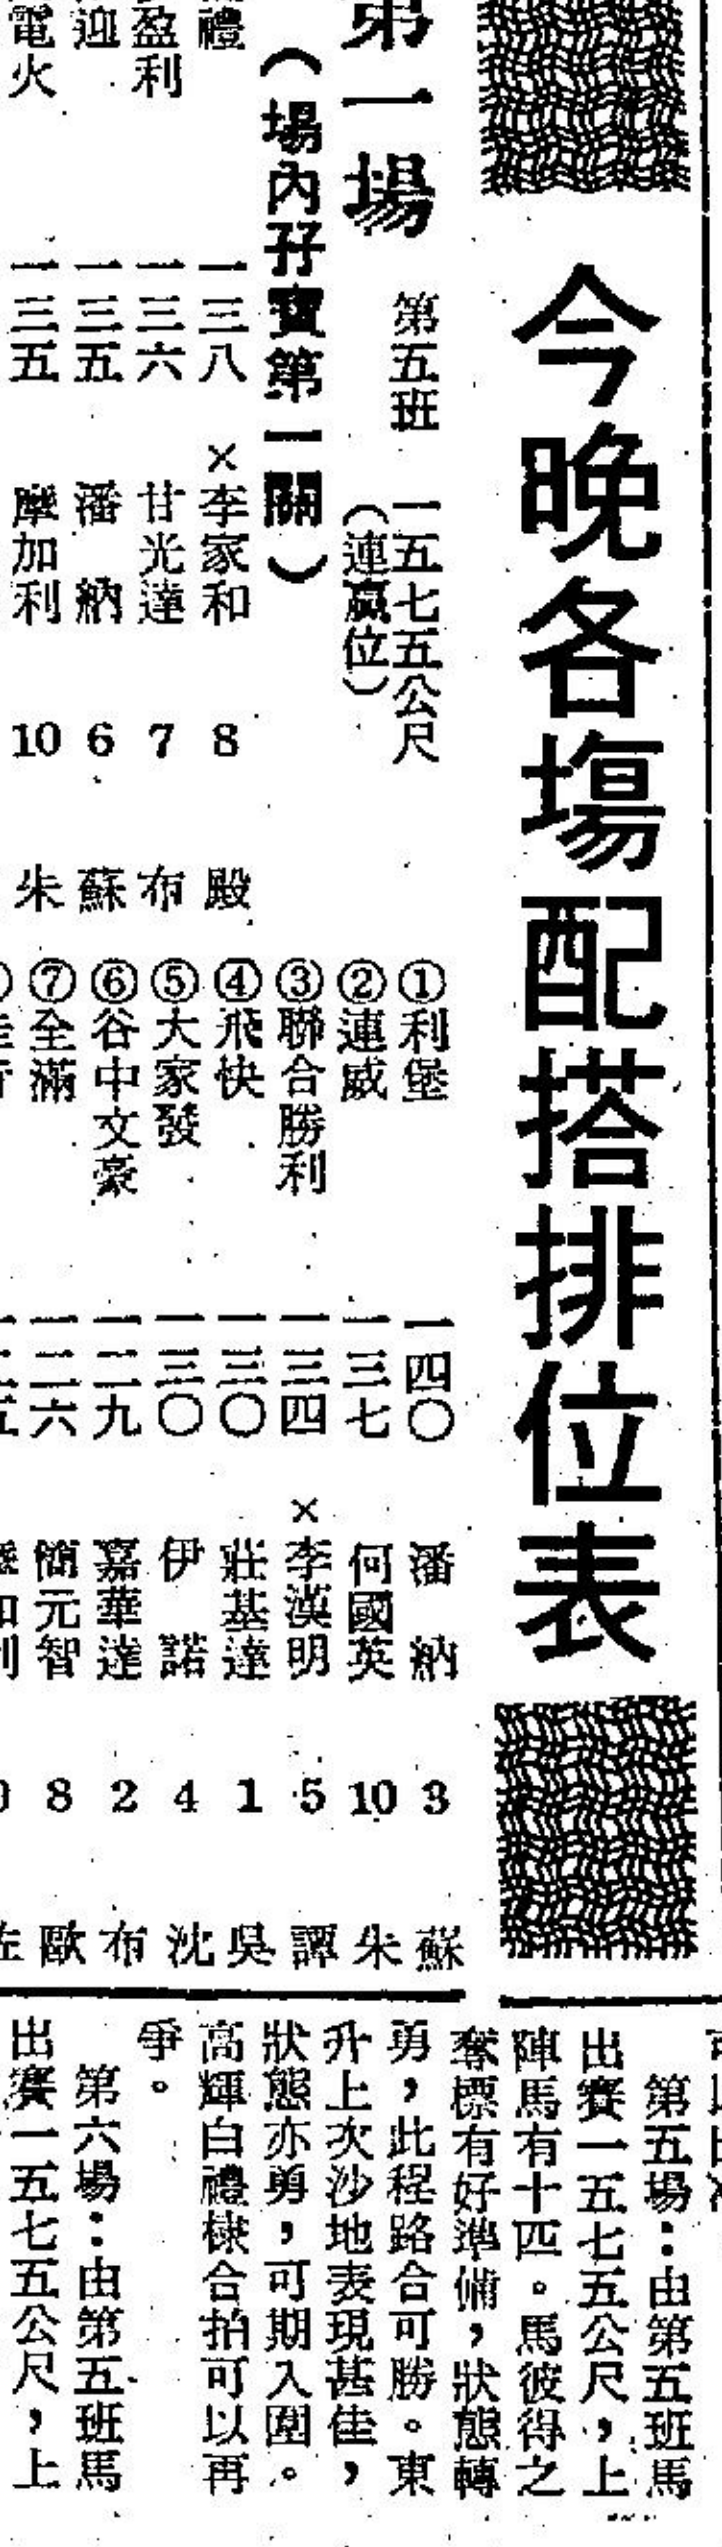 今晚各場配搭排位表
第一場
第五班 一五七五公尺
(連贏位)
(場內孖寶第一關)
①利堡 一四〇 潘納 3 蘇
②連威 一三七 何國英 10 朱
③聯合勝利 一三四 ×李漢明 5 譚
④飛快 一三〇 莊基達 1 吳
⑤大家發 一三〇 伊諾 4 沈
⑥谷中文豪 一二九 嘉華達 2 布
⑦全滿 一二六 簡元智 8 歐
禮 一三八 ×李家和 8 殿
盈利 一三六 甘光達 7 布
迎 一三五 潘納 6 蘇
電火 一三五 摩加利 10 朱
第五場：由第五班馬
出賽一五七五公尺，上
陣馬有十匹。馬彼得之
奪標有好準備，狀態轉
勇，此程路合可勝。東
升上次沙地表現甚佳，
狀態亦勇，可期入圍。
高輝白禮棶合拍可以再
爭。
第六場：由第五班馬
出賽一五七五公尺，上